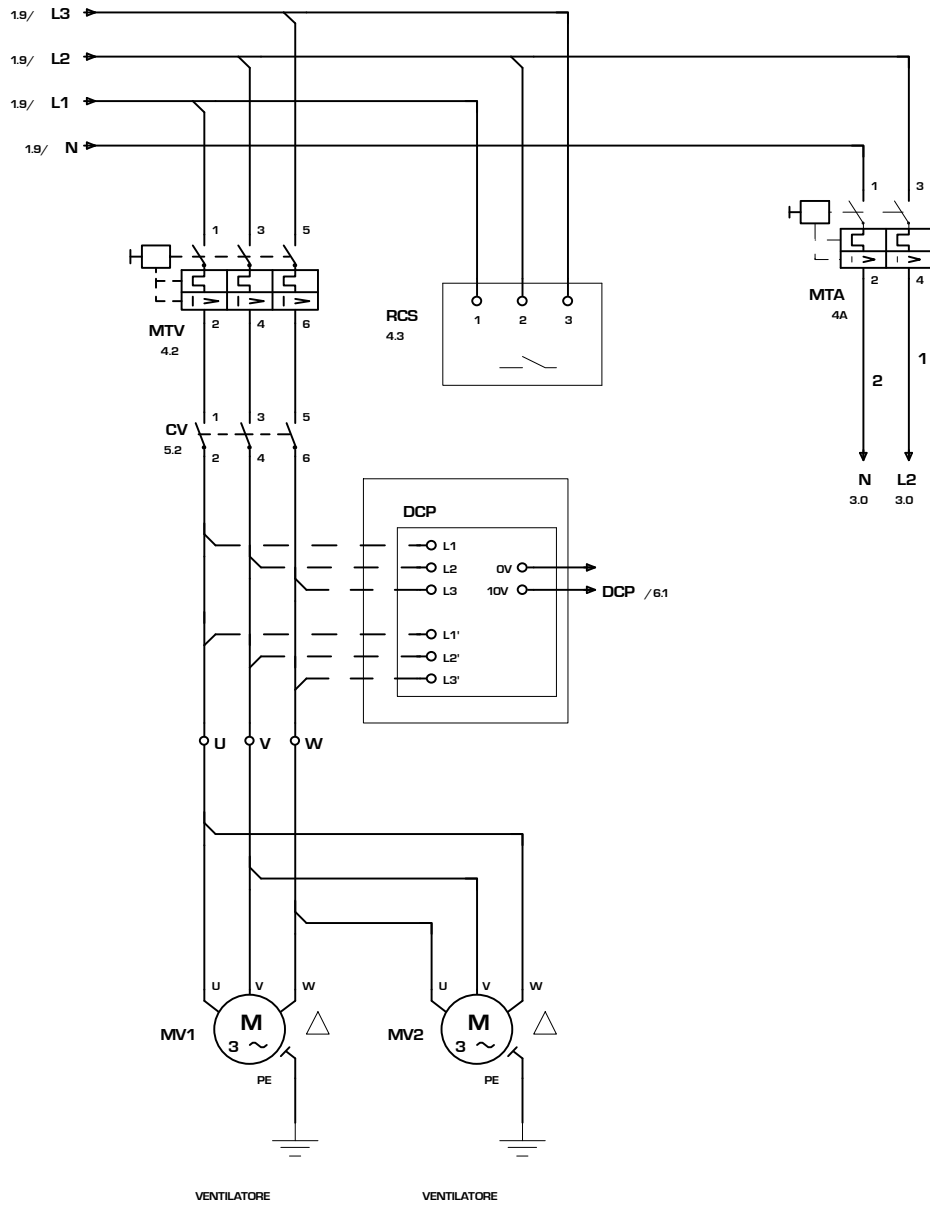 1.9/ L3
1.9/ L2
1.9/ L1
1.9/ N
1 3 5
MTV
4.2
2 4 6
RCS
4.3
1 2 3
1 3
MTA
4A
2 4
2 1
N L2
3.0 3.0
CV
5.2
1 3 5
2 4 6
DCP
L1
L2 0V
L3 10V DCP /6.1
L1'
L2'
L3'
U V W
U V W
MV1 M
3
PE
U V W
MV2 M
3
PE
VENTILATORE VENTILATORE